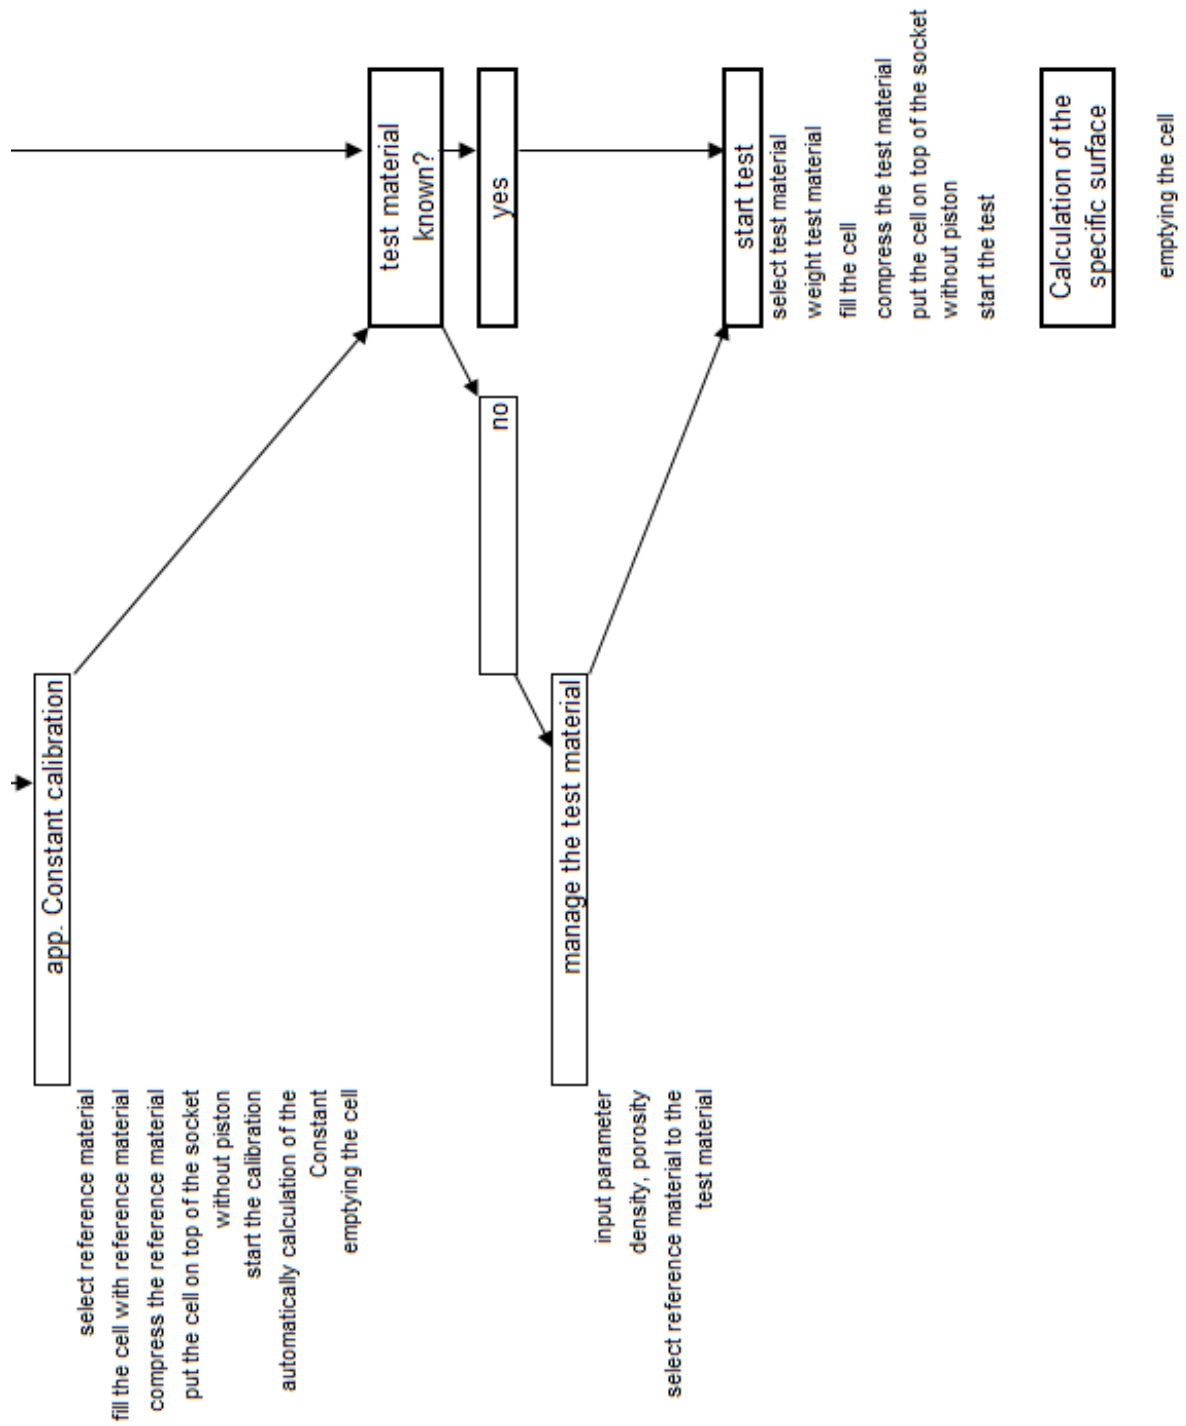 app. Constant calibration
select reference material
fill the cell with reference material
compress the reference material
put the cell on top of the socket
without piston
start the calibration
automatically calculation of the
Constant
emptying the cell
test material
known?
yes
no
manage the test material
input parameter
density, porosity
select reference material to the
test material
start test
select test material
weight test material
fill the cell
compress the test material
put the cell on top of the socket
without piston
start the test
Calculation of the
specific surface
emptying the cell